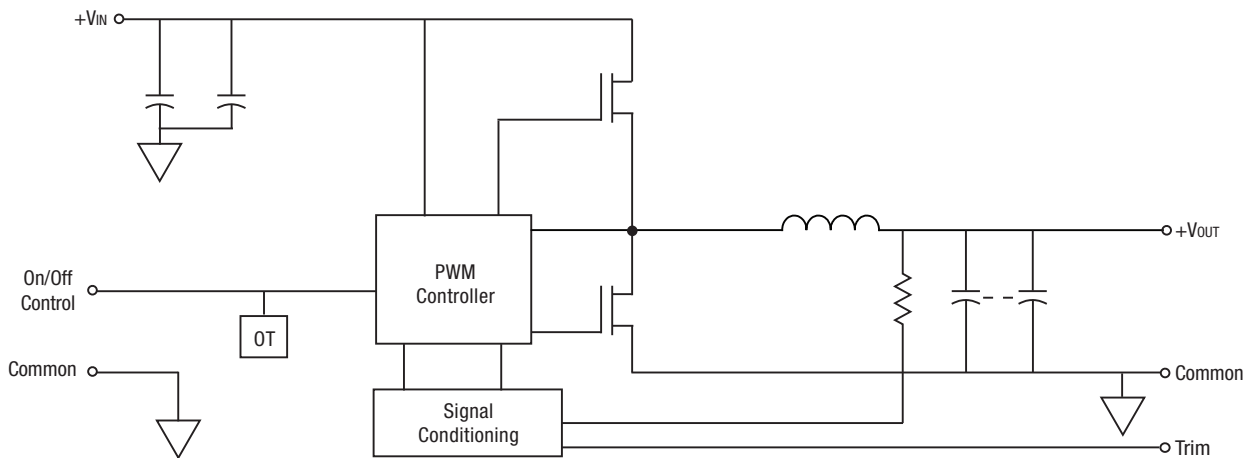 +VIN
+VOUT
On/Off
Control
PWM
Controller
OT
Common
Common
Signal
Conditioning
Trim